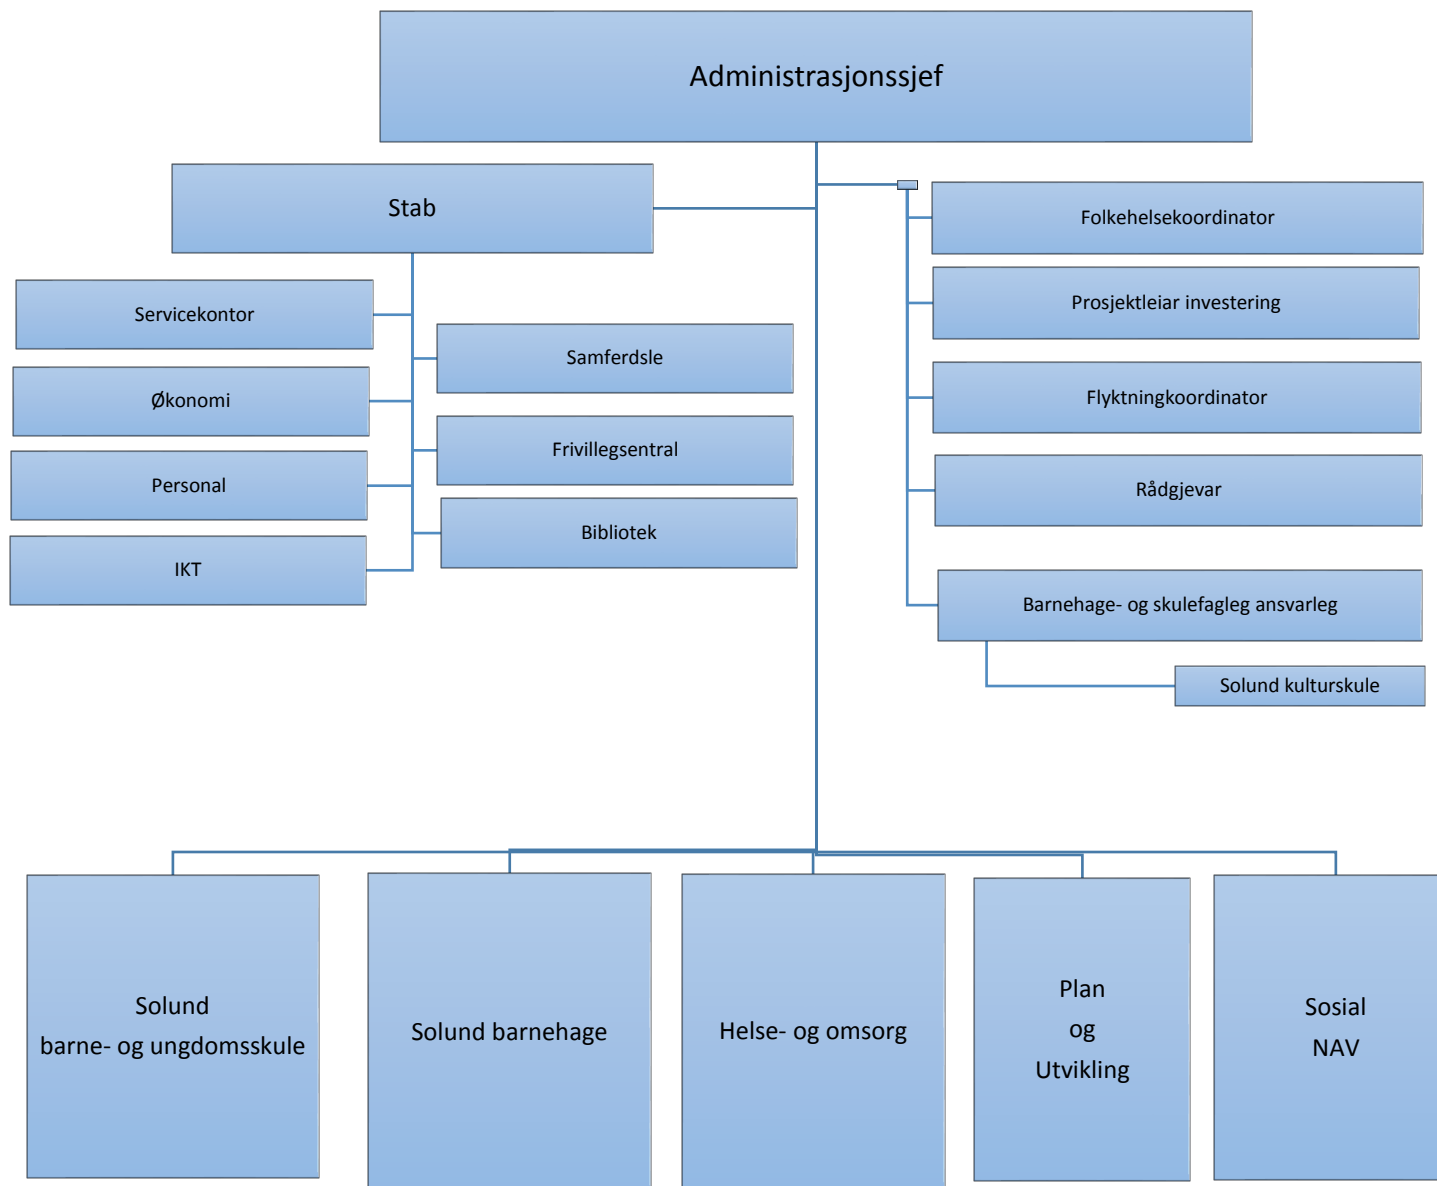 Administrasjonssjef
Stab
Servicekontor
Økonomi
Personal
IKT
Samferdsle
Frivillegsentral
Bibliotek
Folkehelsekoordinator
Prosjektleiar investering
Flyktningkoordinator
Rådgjevar
Barnehage- og skulefagleg ansvarleg
Solund kulturskule
Solund
barne- og ungdomsskule
Solund barnehage
Helse- og omsorg
Plan
og
Utvikling
Sosial
NAV